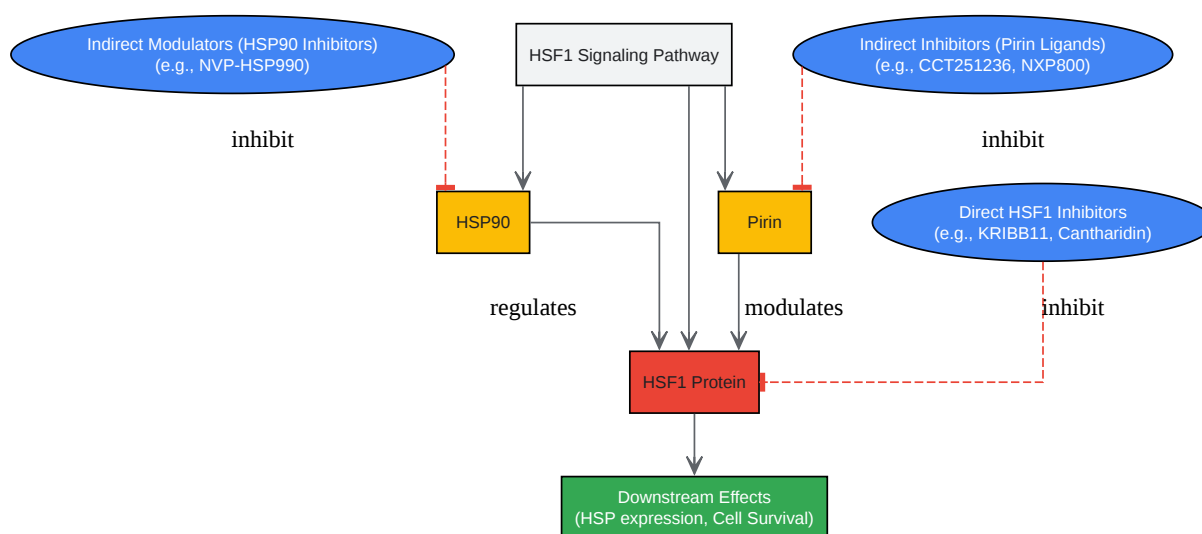 Indirect Modulators (HSP90 Inhibitors)
(e.g., NVP-HSP990)
HSF1 Signaling Pathway
Indirect Inhibitors (Pirin Ligands)
(e.g., CCT251236, NXP800)
inhibit
inhibit
HSP90
Pirin
Direct HSF1 Inhibitors
(e.g., KRIBB11, Cantharidin)
regulates
modulates
inhibit
HSF1 Protein
Downstream Effects
(HSP expression, Cell Survival)